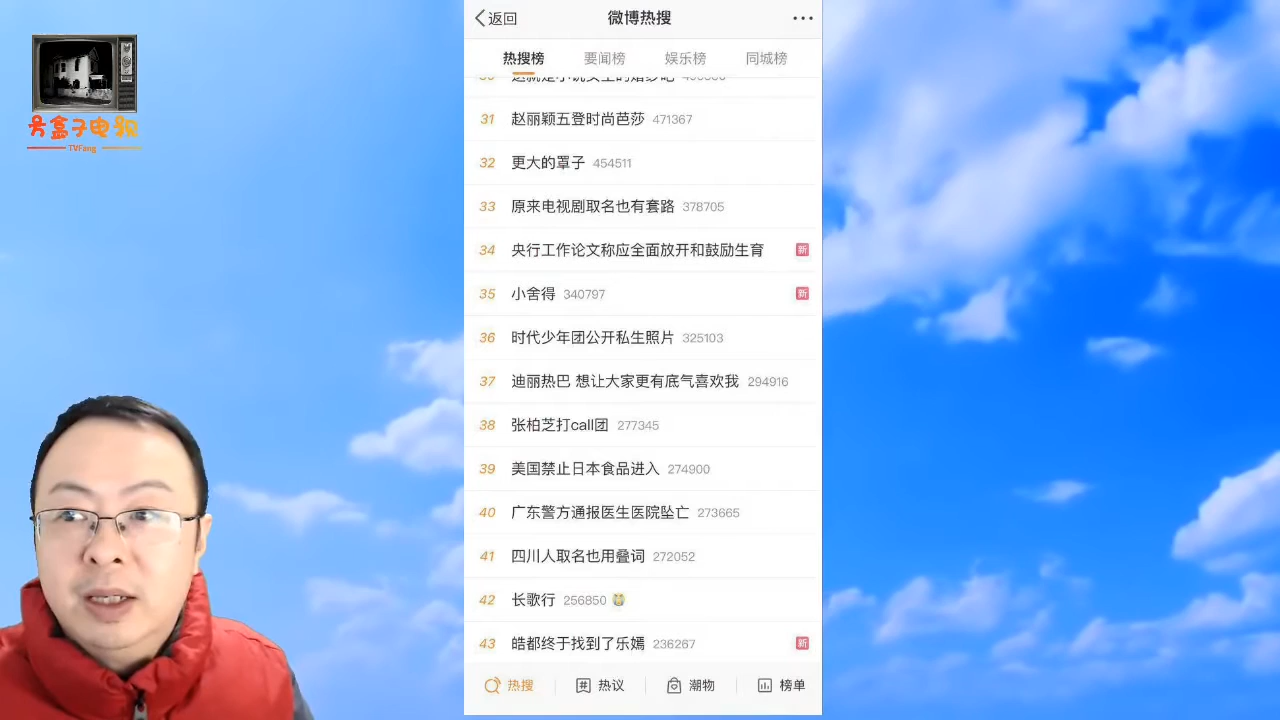 返回
微博热搜
热搜榜 要闻榜 娱乐榜 同城榜
31 赵丽颖五登时尚芭莎 471367
32 更大的罩子 454511
33 原来电视剧取名也有套路 378705
34 央行工作论文称应全面放开和鼓励生育 新
35 小舍得 340797 新
36 时代少年团公开私生照片 325103
37 迪丽热巴 想让大家更有底气喜欢我 294916
38 张柏芝打call团 277345
39 美国禁止日本食品进入 274900
40 广东警方通报医生医院坠亡 273665
41 四川人取名也用叠词 272052
42 长歌行 256850
43 皓都终于找到了乐嫣 236267 新
热搜 热议 潮物 榜单
盒子电视
TVFang